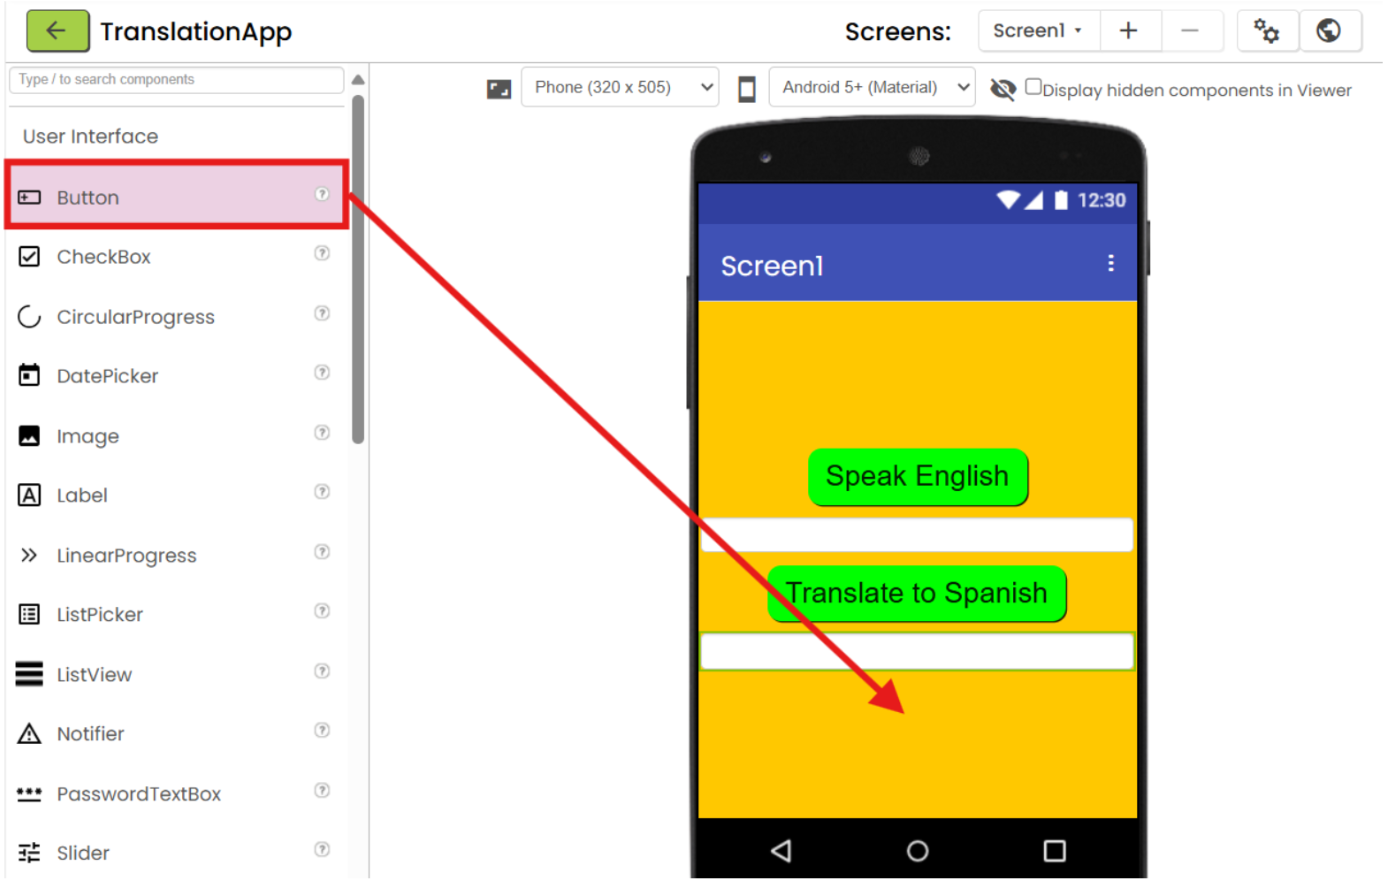 TranslationApp
Screens:
Screen1
Type / to search components
Phone (320 x 505)
Android 5+ (Material)
Display hidden components in Viewer
User Interface
Button
CheckBox
CircularProgress
DatePicker
Image
Label
LinearProgress
ListPicker
ListView
Notifier
PasswordTextBox
Slider
12:30
Screen1
Speak English
Translate to Spanish